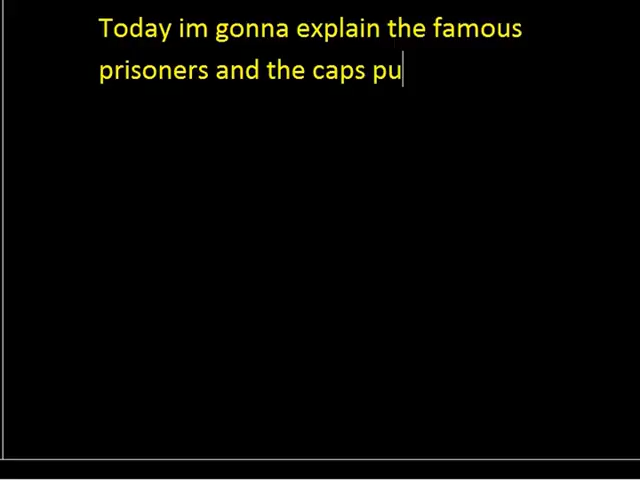 Today im gonna explain the famous
prisoners and the caps pu